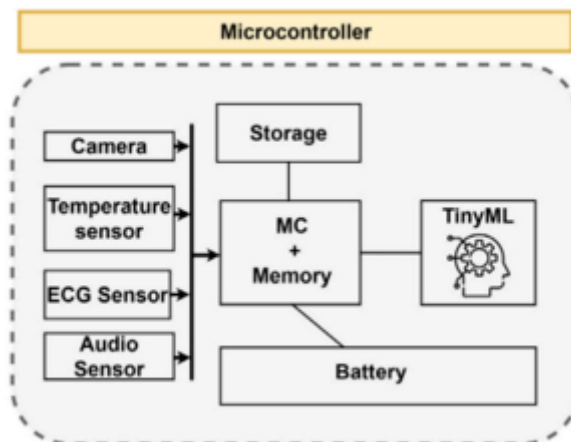 Microcontroller
Storage
Camera
Temperature
sensor
MC
+
Memory
TinyML
ECG Sensor
Audio
Sensor
Battery